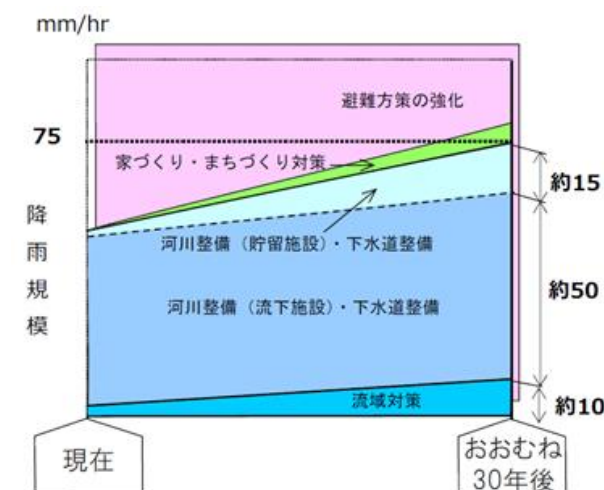 mm/hr
避難方策の強化
75
家づくり・まちづくり対策
約15
降雨規模
河川整備（貯留施設）・下水道整備
約50
河川整備（流下施設）・下水道整備
流域対策
約10
現在
おおむね
30年後